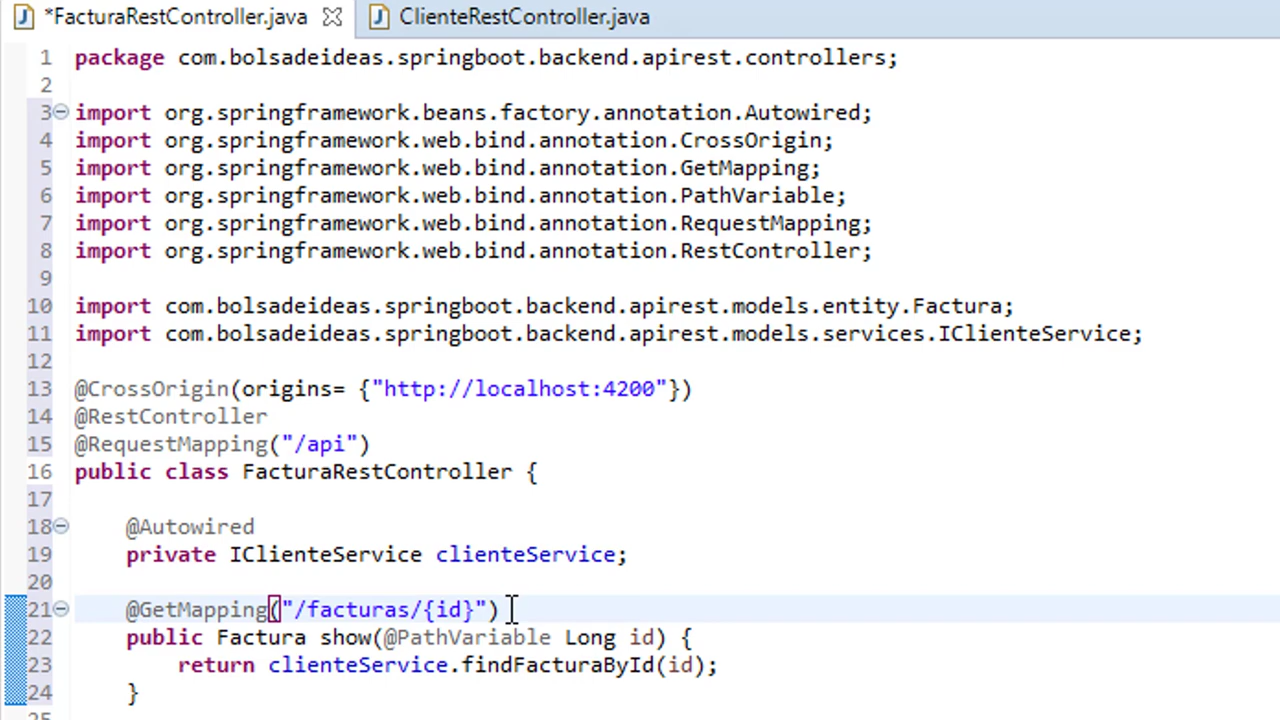 *FacturaRestController.java
ClienteRestController.java
1 package com.bolsadeideas.springboot.backend.apirest.controllers;
2
3 import org.springframework.beans.factory.annotation.Autowired;
4 import org.springframework.web.bind.annotation.CrossOrigin;
5 import org.springframework.web.bind.annotation.GetMapping;
6 import org.springframework.web.bind.annotation.PathVariable;
7 import org.springframework.web.bind.annotation.RequestMapping;
8 import org.springframework.web.bind.annotation.RestController;
9
10 import com.bolsadeideas.springboot.backend.apirest.models.entity.Factura;
11 import com.bolsadeideas.springboot.backend.apirest.models.services.IClienteService;
12
13 @CrossOrigin(origins= {"http://localhost:4200"})
14 @RestController
15 @RequestMapping("/api")
16 public class FacturaRestController {
17
18 @Autowired
19 private IClienteService clienteService;
20
21 @GetMapping("/facturas/{id}")
22 public Factura show(@PathVariable Long id) {
23 return clienteService.findFacturaById(id);
24 }
25